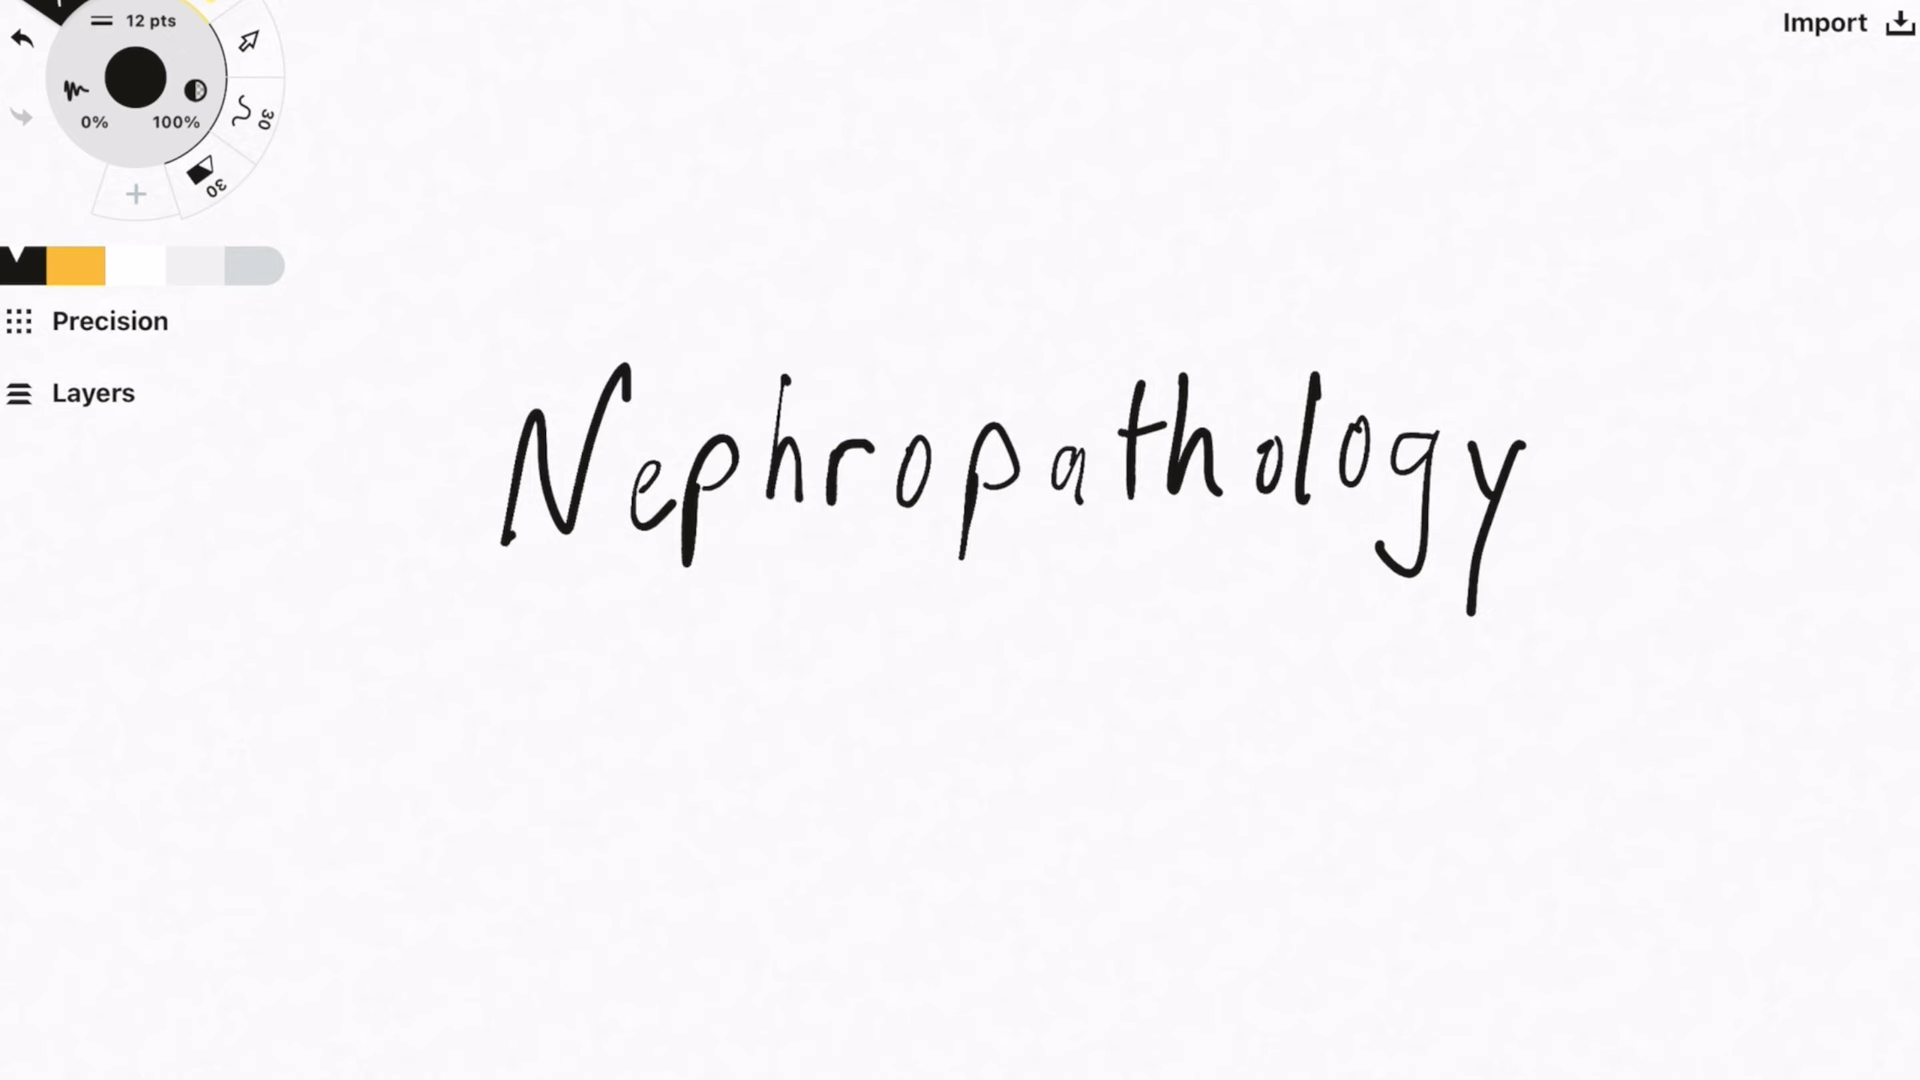 12 pts
Import
0%
100%
30
30
Precision
Layers
Nephropathology